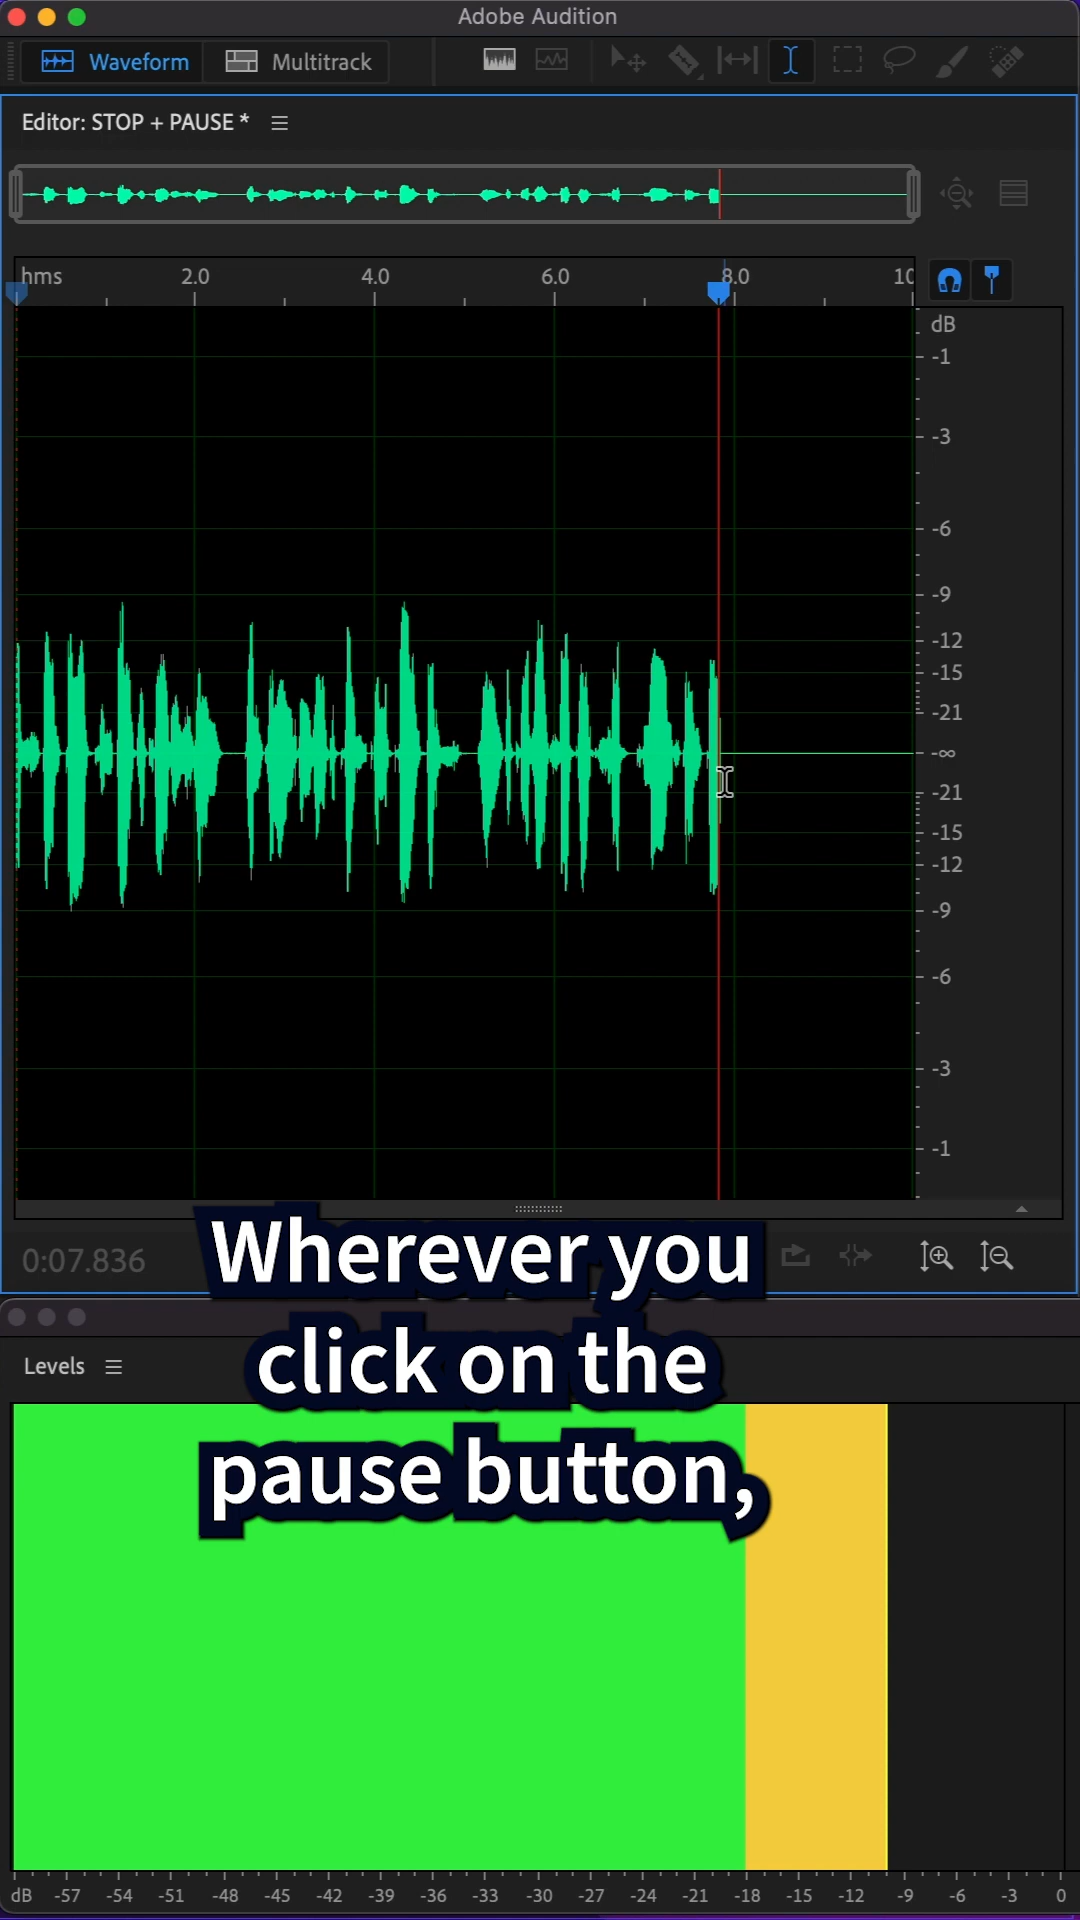 Adobe Audition
Waveform
Multitrack
Editor: STOP + PAUSE *
hms 2.0 4.0 6.0 8.0 10
dB
-1
-3
-6
-9
-12
-15
-21
-∞
-21
-15
-12
-9
-6
-3
-1
0:07.836
Wherever you
click on the
pause button,
Levels
dB -57 -54 -51 -48 -45 -42 -39 -36 -33 -30 -27 -24 -21 -18 -15 -12 -9 -6 -3 0